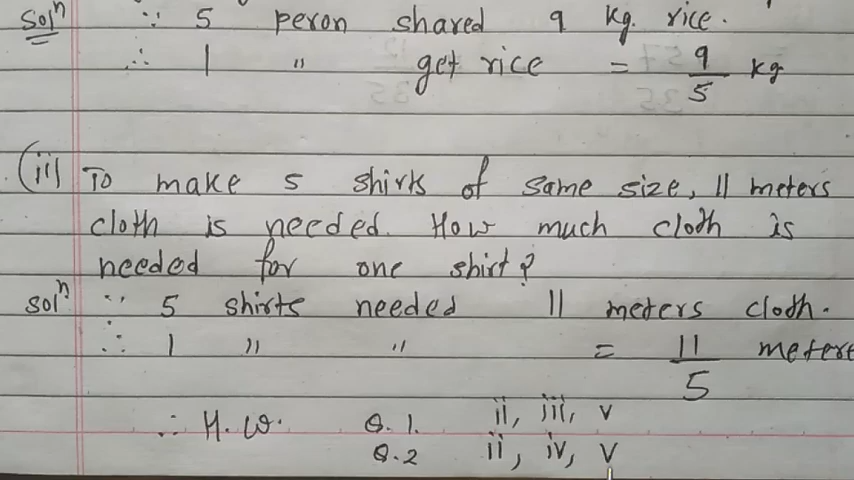 Solⁿ ∵ 5 peron shared 9 kg. rice.
∴ 1 " get rice = 9/5 kg
(ii) To make 5 shirts of same size, 11 meters
cloth is needed. How much cloth is
needed for one shirt?
Solⁿ ∵ 5 shirts needed 11 meters cloth.
∴ 1 " " = 11/5 meters
∴ H.W. Q.1. ii, iii, v
Q.2 ii, iv, v